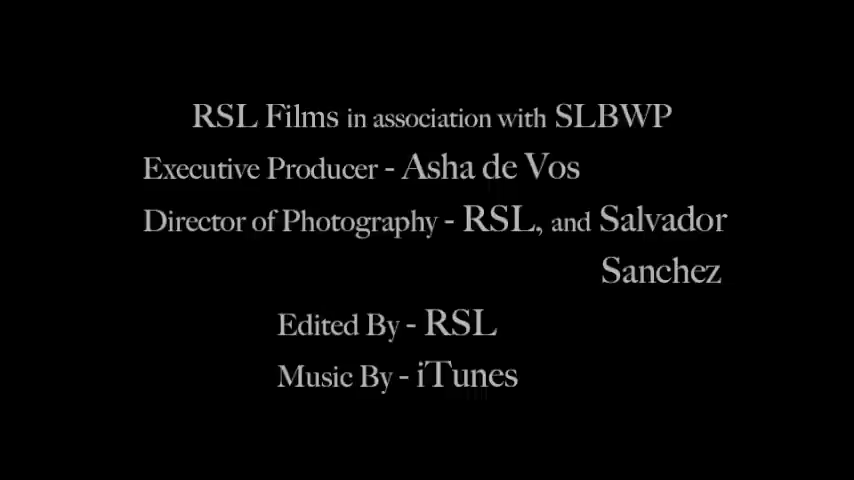 RSL Films in association with SLBWP
Executive Producer - Asha de Vos
Director of Photography - RSL, and Salvador
Sanchez
Edited By - RSL
Music By - iTunes